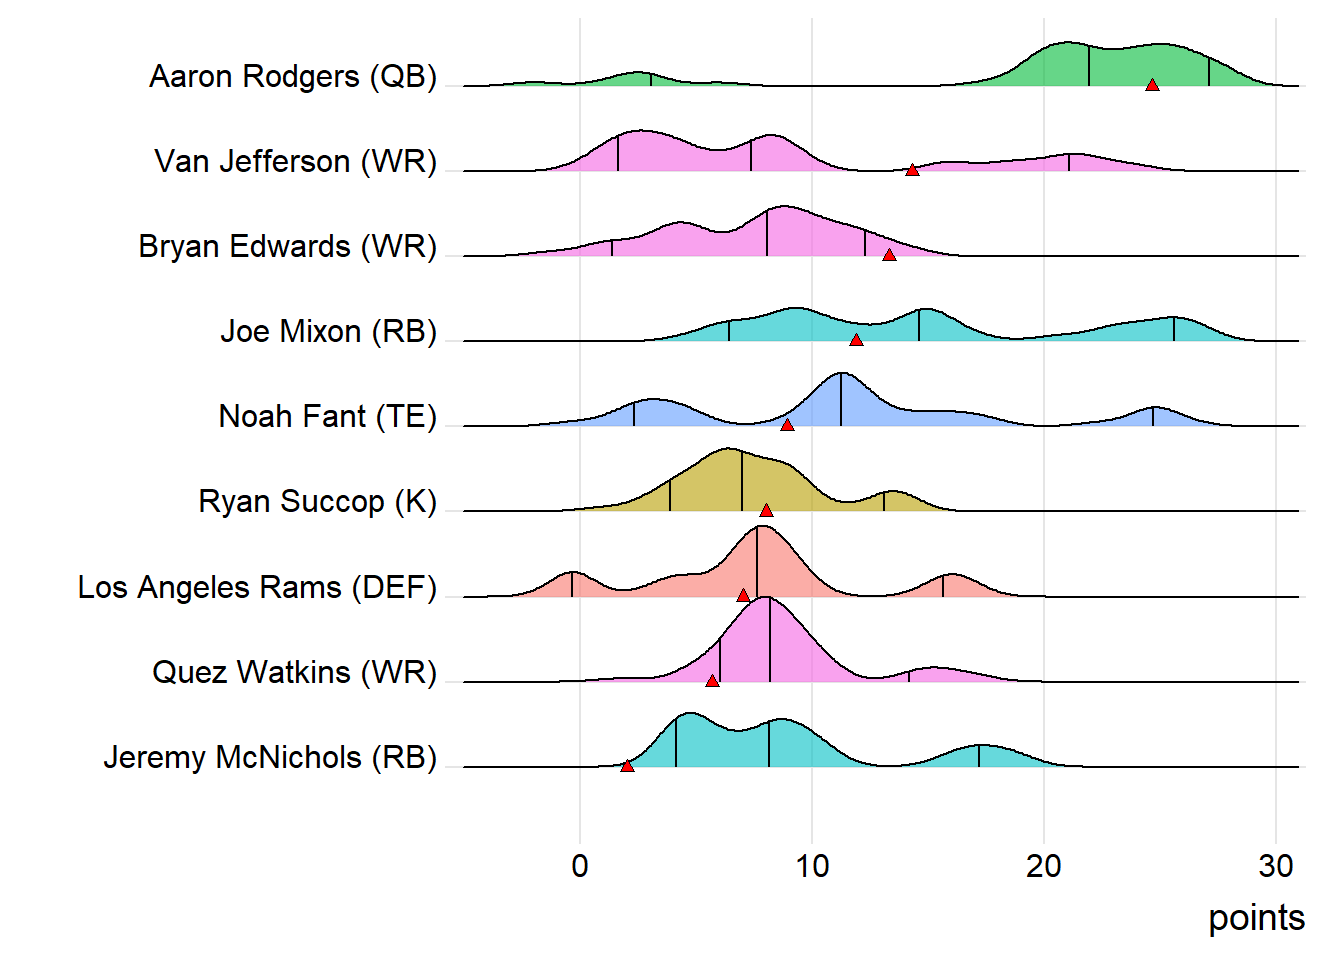 Aaron Rodgers (QB)
Van Jefferson (WR)
Bryan Edwards (WR)
Joe Mixon (RB)
Noah Fant (TE)
Ryan Succop (K)
Los Angeles Rams (DEF)
Quez Watkins (WR)
Jeremy McNichols (RB)
0 10 20 30
points